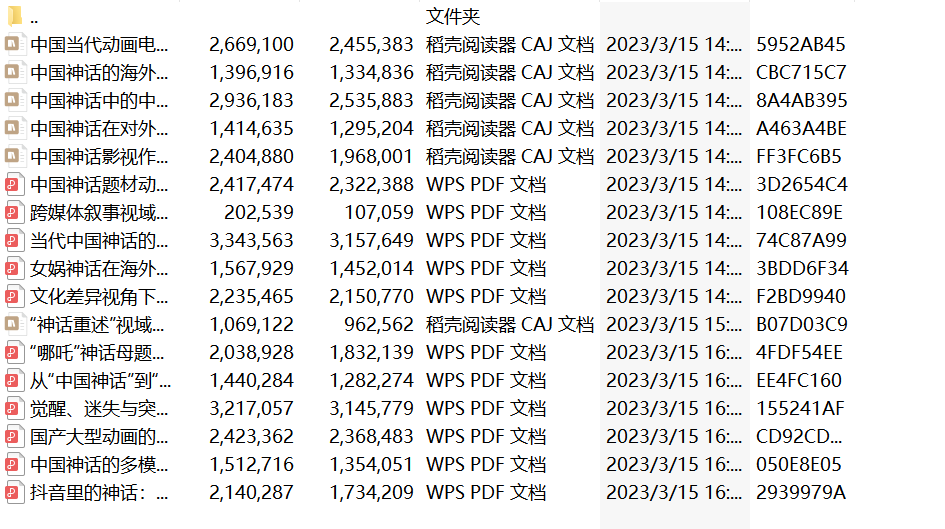 .. 文件夹
中国当代动画电... 2,669,100 2,455,383 稻壳阅读器 CAJ 文档 2023/3/15 14:... 5952AB45
中国神话的海外... 1,396,916 1,334,836 稻壳阅读器 CAJ 文档 2023/3/15 14:... CBC715C7
中国神话中的中... 2,936,183 2,535,883 稻壳阅读器 CAJ 文档 2023/3/15 14:... 8A4AB395
中国神话在对外... 1,414,635 1,295,204 稻壳阅读器 CAJ 文档 2023/3/15 14:... A463A4BE
中国神话影视作... 2,404,880 1,968,001 稻壳阅读器 CAJ 文档 2023/3/15 14:... FF3FC6B5
中国神话题材动... 2,417,474 2,322,388 WPS PDF 文档 2023/3/15 14:... 3D2654C4
跨媒体叙事视域... 202,539 107,059 WPS PDF 文档 2023/3/15 14:... 108EC89E
当代中国神话的... 3,343,563 3,157,649 WPS PDF 文档 2023/3/15 14:... 74C87A99
女娲神话在海外... 1,567,929 1,452,014 WPS PDF 文档 2023/3/15 14:... 3BDD6F34
文化差异视角下... 2,235,465 2,150,770 WPS PDF 文档 2023/3/15 14:... F2BD9940
“神话重述”视域... 1,069,122 962,562 稻壳阅读器 CAJ 文档 2023/3/15 15:... B07D03C9
“哪吒”神话母题... 2,038,928 1,832,139 WPS PDF 文档 2023/3/15 16:... 4FDF54EE
从“中国神话”到“... 1,440,284 1,282,274 WPS PDF 文档 2023/3/15 16:... EE4FC160
觉醒、迷失与突... 3,217,057 3,145,779 WPS PDF 文档 2023/3/15 16:... 155241AF
国产大型动画的... 2,423,362 2,368,483 WPS PDF 文档 2023/3/15 16:... CD92CD...
中国神话的多模... 1,512,716 1,354,051 WPS PDF 文档 2023/3/15 16:... 050E8E05
抖音里的神话：... 2,140,287 1,734,209 WPS PDF 文档 2023/3/15 16:... 2939979A